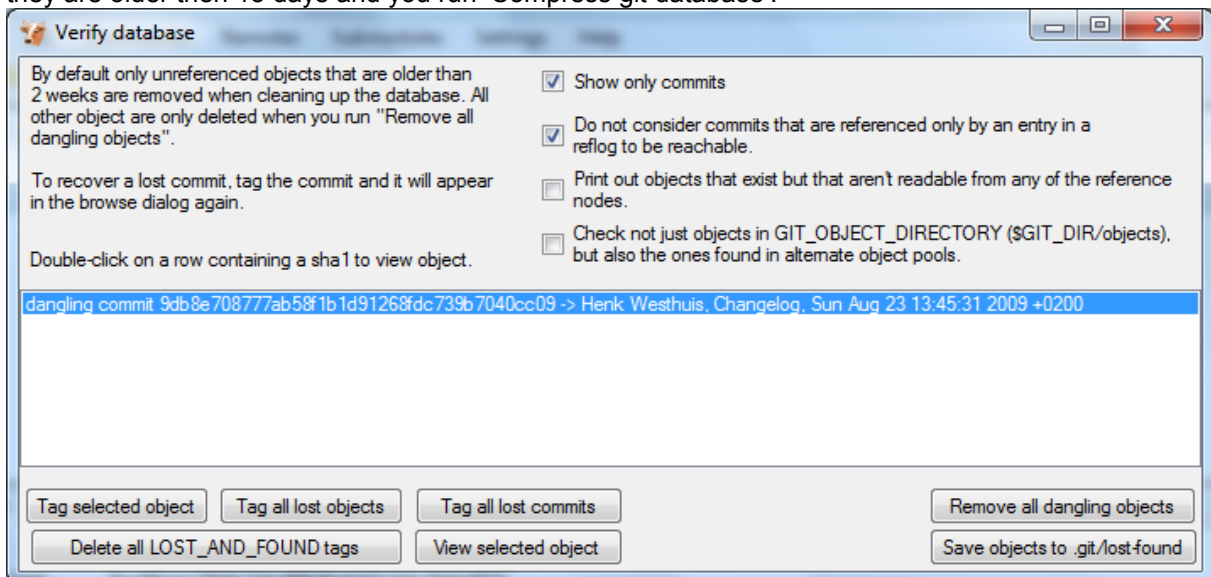 they are older then 15 days and you run 'Compress git database'.
Verify database
Remotes Submodules Settings Help
By default only unreferenced objects that are older than
2 weeks are removed when cleaning up the database. All
other object are only deleted when you run "Remove all
dangling objects".
To recover a lost commit, tag the commit and it will appear
in the browse dialog again.
Double-click on a row containing a sha1 to view object.
Show only commits
Do not consider commits that are referenced only by an entry in a
reflog to be reachable.
Print out objects that exist but that aren't readable from any of the reference
nodes.
Check not just objects in GIT_OBJECT_DIRECTORY ($GIT_DIR/objects),
but also the ones found in alternate object pools.
dangling commit 9db8e708777ab58f1b1d91268fdc739b7040cc09 -> Henk Westhuis, Changelog, Sun Aug 23 13:45:31 2009 +0200
Tag selected object
Tag all lost objects
Tag all lost commits
Remove all dangling objects
Delete all LOST_AND_FOUND tags
View selected object
Save objects to .git/lost-found